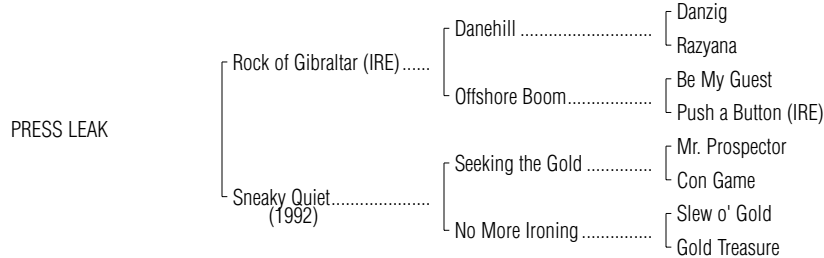 Danzig
Danehill ..............................
Razyana
Rock of Gibraltar (IRE)......
Be My Guest
Offshore Boom...................
Push a Button (IRE)
PRESS LEAK
Mr. Prospector
Seeking the Gold ...............
Con Game
Sneaky Quiet......................
(1992)
Slew o' Gold
No More Ironing ................
Gold Treasure